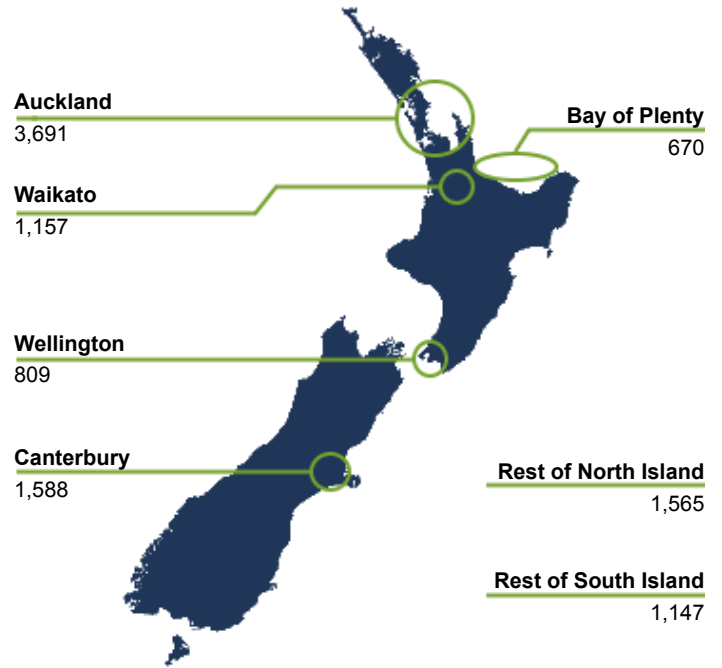 Auckland
3,691
Bay of Plenty
670
Waikato
1,157
Wellington
809
Canterbury
1,588
Rest of North Island
1,565
Rest of South Island
1,147